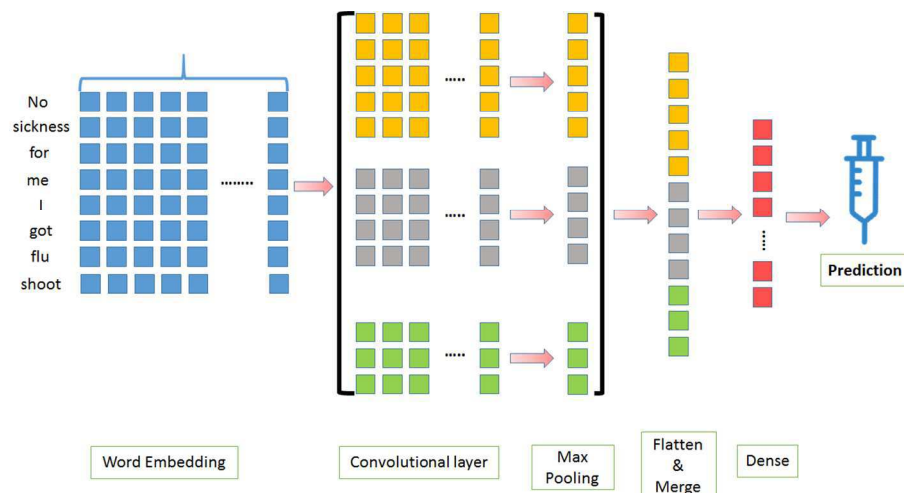 No
sickness
for
me
I
got
flu
shoot
Prediction
Word Embedding
Convolutional layer
Max
Pooling
Flatten
&
Merge
Dense